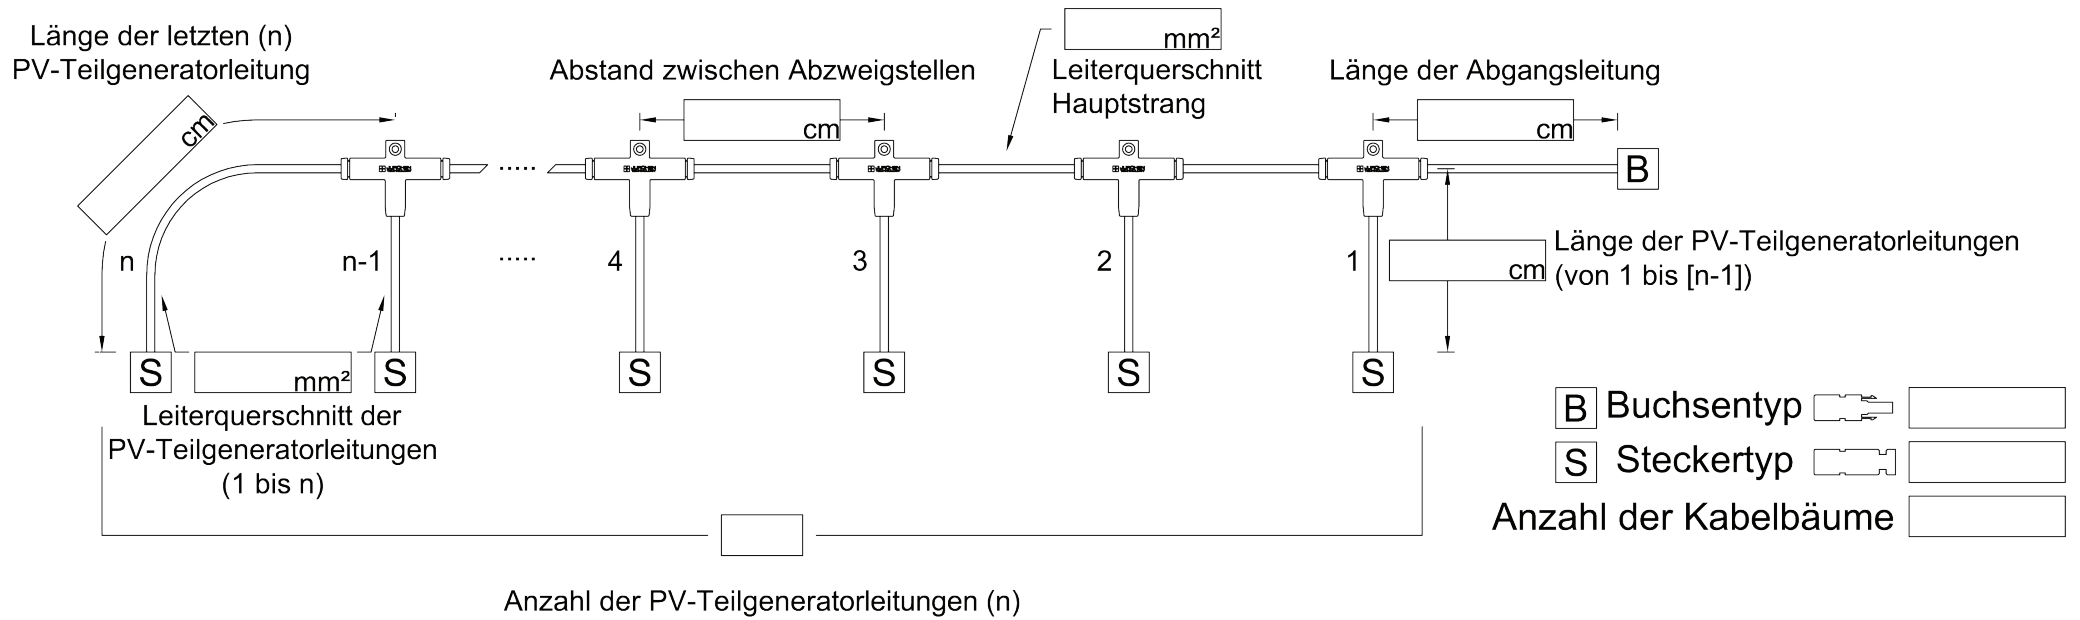 Länge der letzten (n)
PV-Teilgeneratorleitung
cm
Abstand zwischen Abzweigstellen
cm
mm²
Leiterquerschnitt
Hauptstrang
Länge der Abgangsleitung
cm
B
n
n-1
.....
.....
4
3
2
1
cm
Länge der PV-Teilgeneratorleitungen
(von 1 bis [n-1])
S
mm²
S
S
S
S
S
Leiterquerschnitt der
PV-Teilgeneratorleitungen
(1 bis n)
B Buchsentyp
S Steckertyp
Anzahl der Kabelbäume
Anzahl der PV-Teilgeneratorleitungen (n)